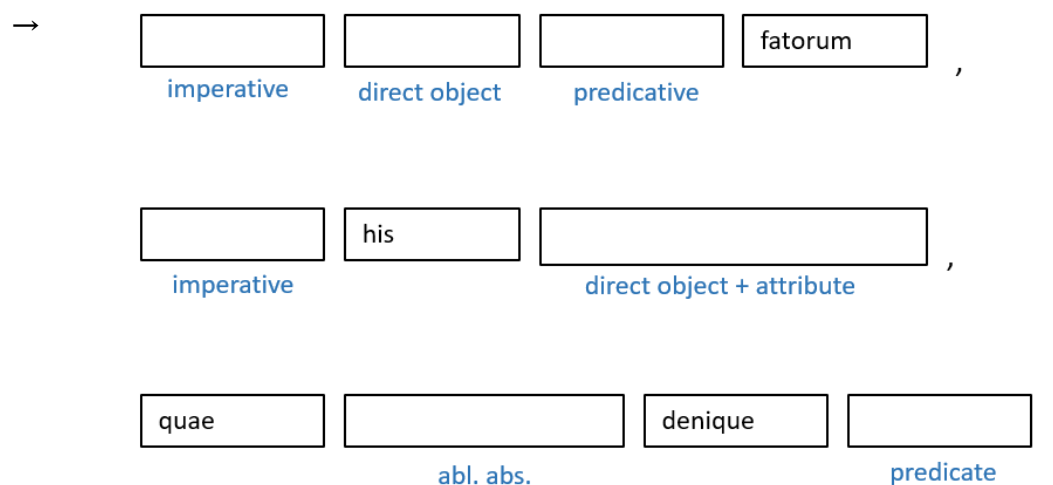 → fatorum ,
imperative direct object predicative
his ,
imperative direct object + attribute
quae denique
abl. abs. predicate